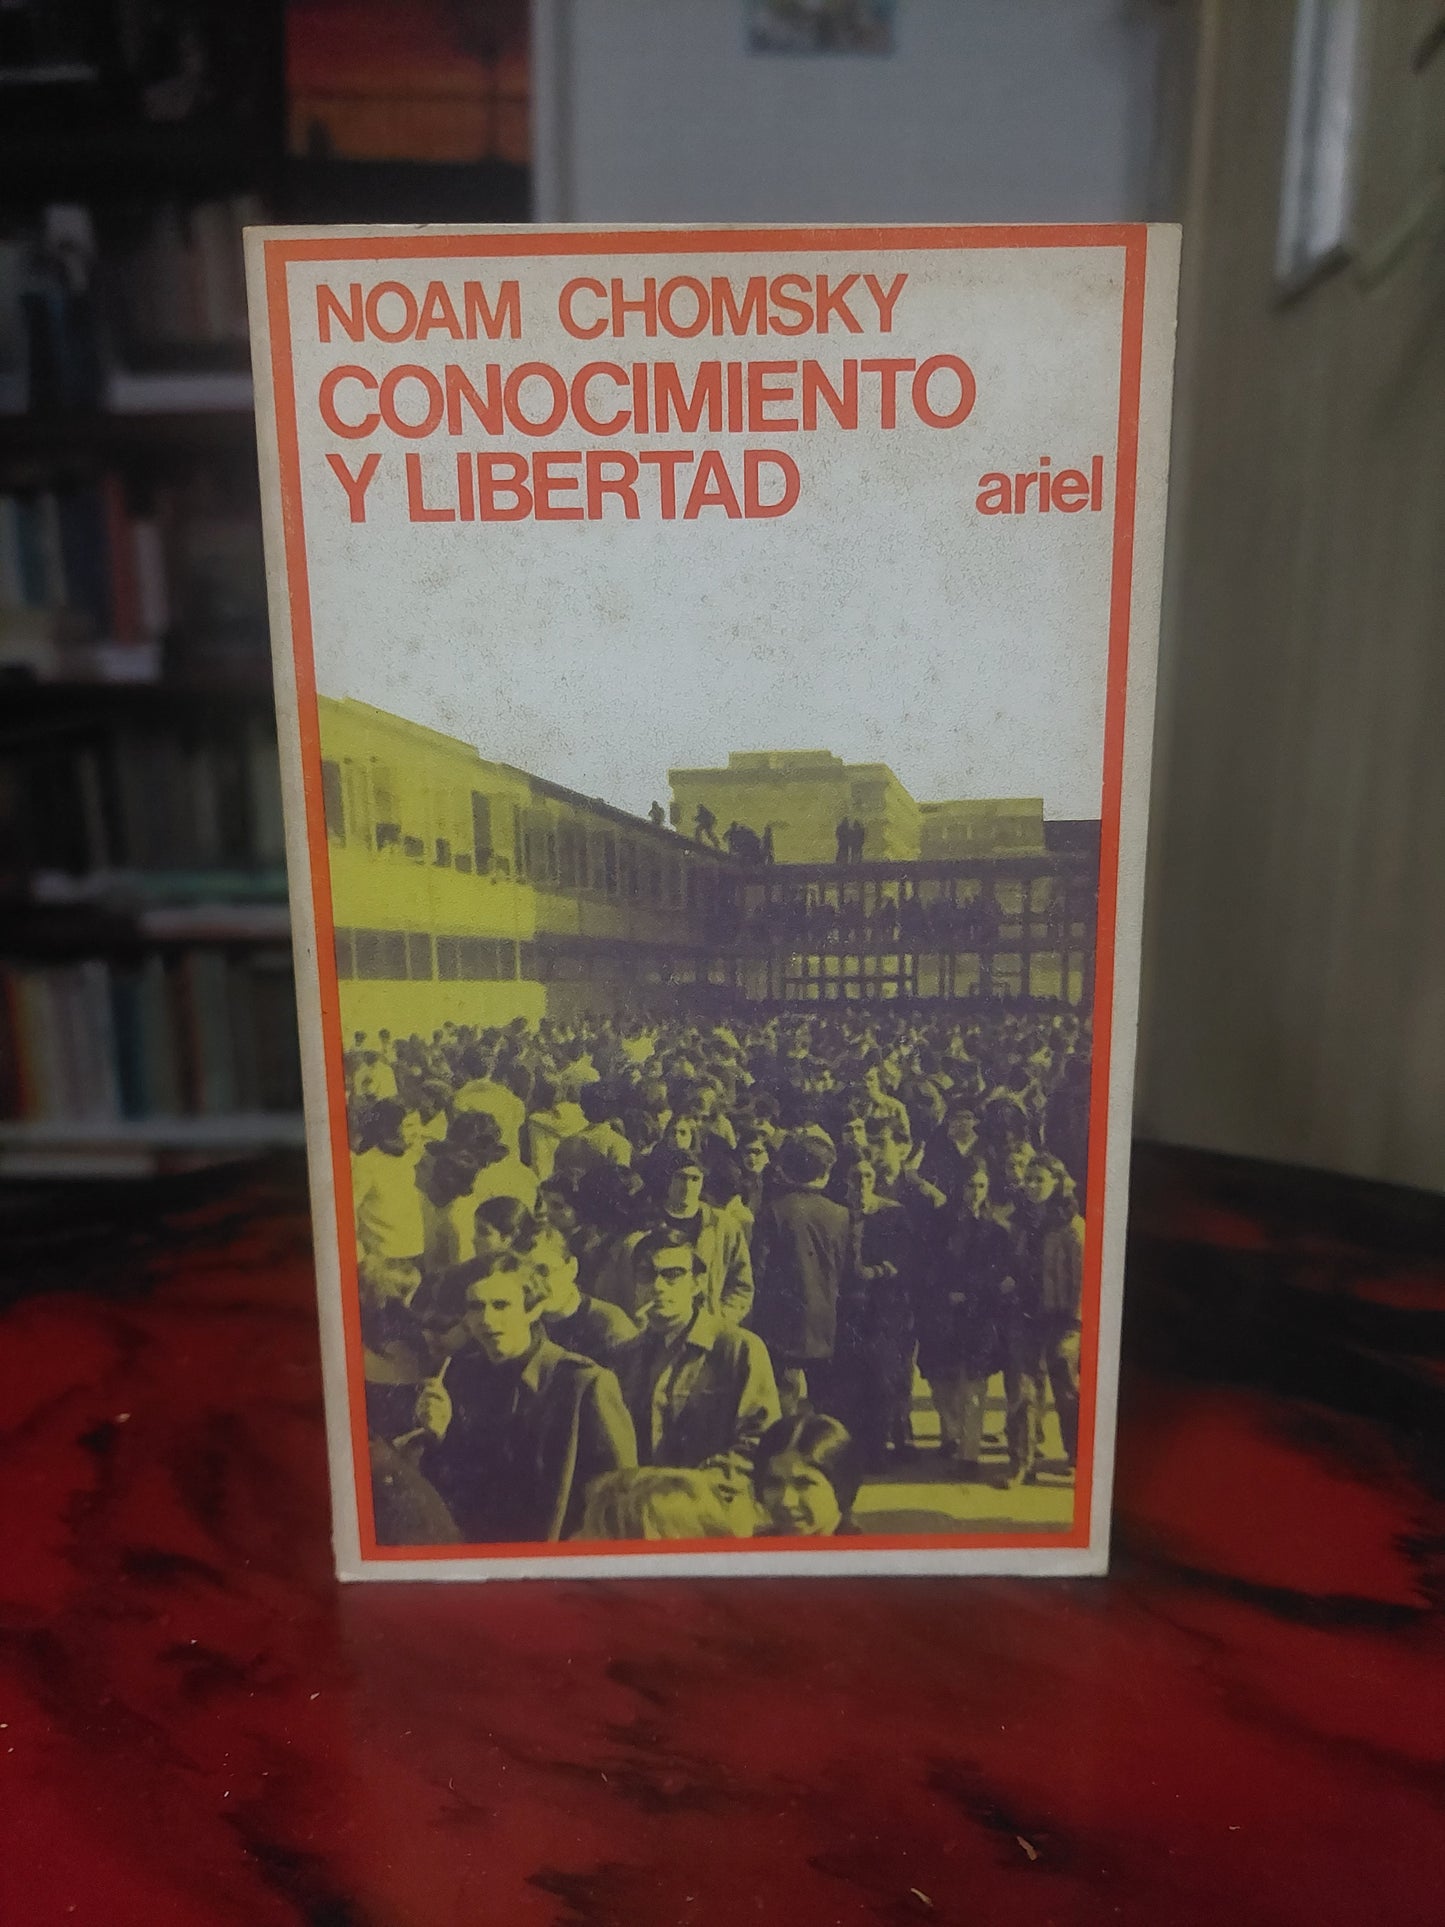 NOAM CHOMSKY
CONOCIMIENTO
Y LIBERTAD
ariel